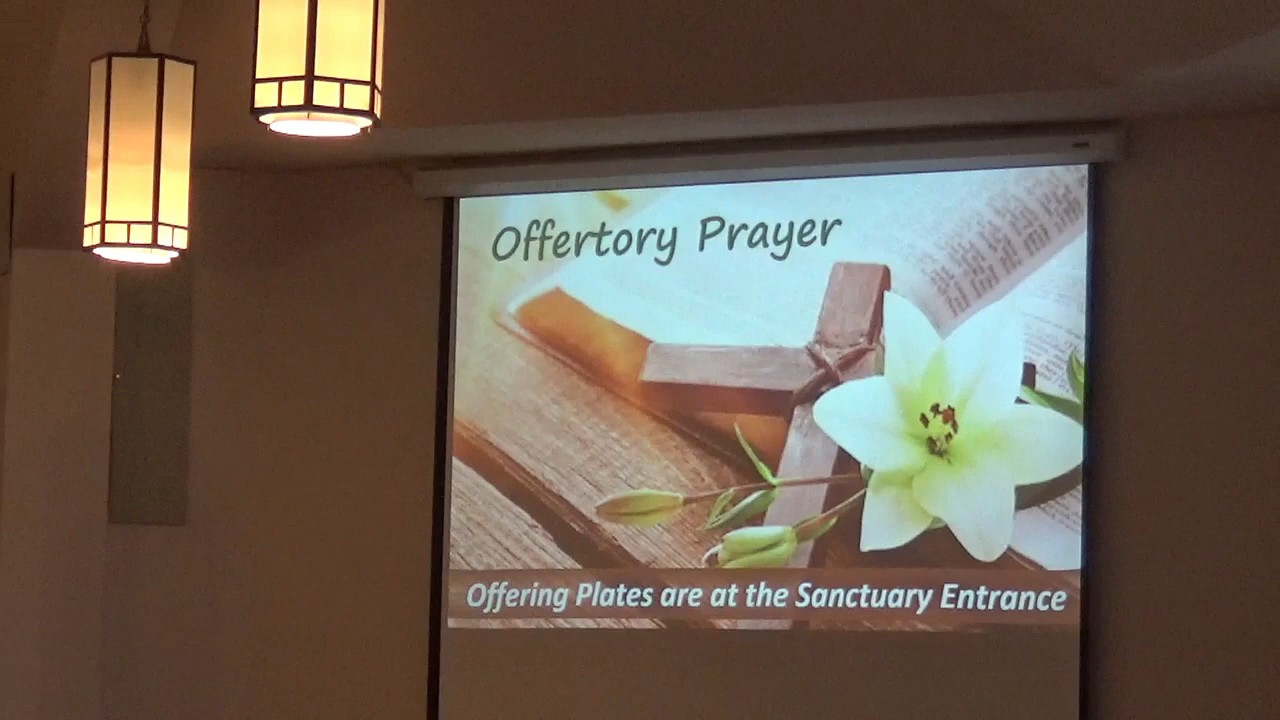 Offertory Prayer
Offering Plates are at the Sanctuary Entrance